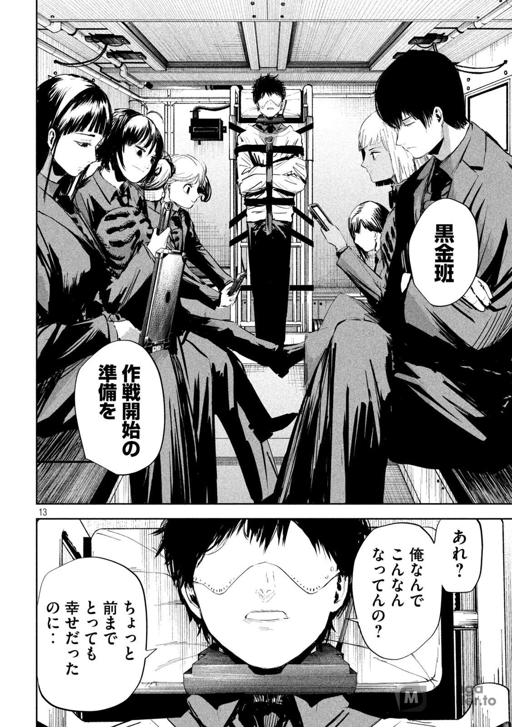 黒金班
作戦開始の
準備を
13
あれ？
俺なんで
こんなん
なってんの？
ちょっと
前まで
とっても
幸せだった
のに‥